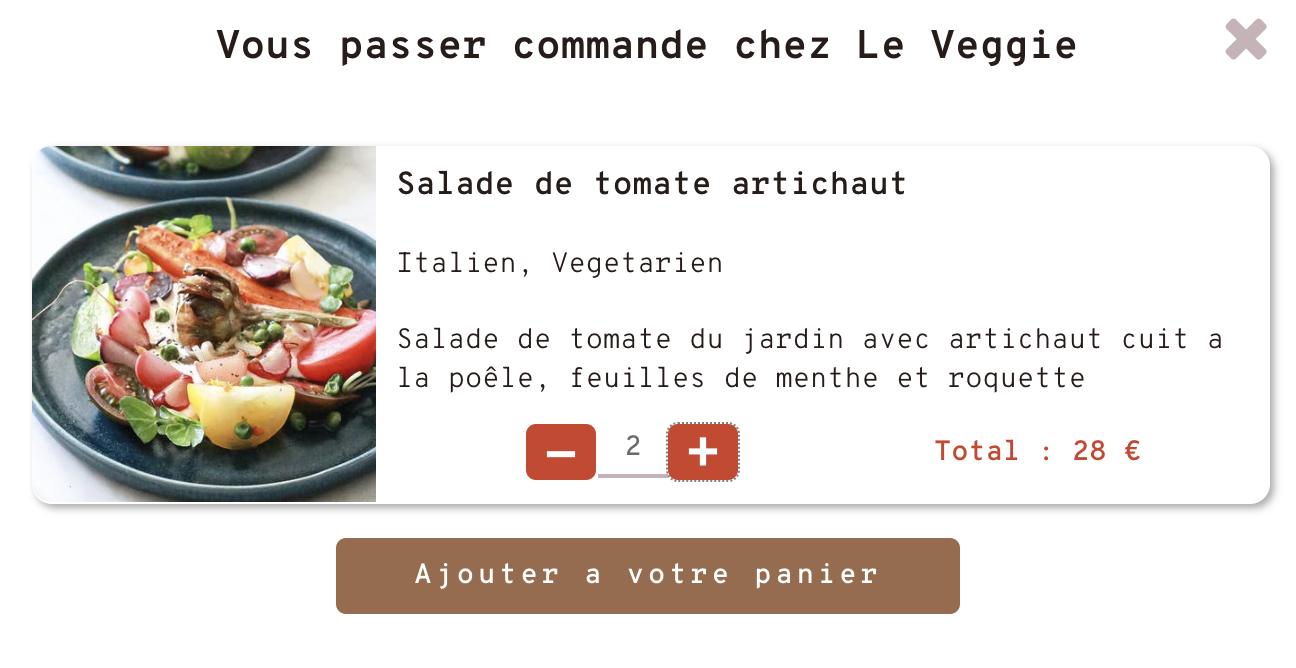 Vous passer commande chez Le Veggie
Salade de tomate artichaut
Italien, Vegetarien
Salade de tomate du jardin avec artichaut cuit a
la poêle, feuilles de menthe et roquette
2
Total : 28 €
Ajouter a votre panier